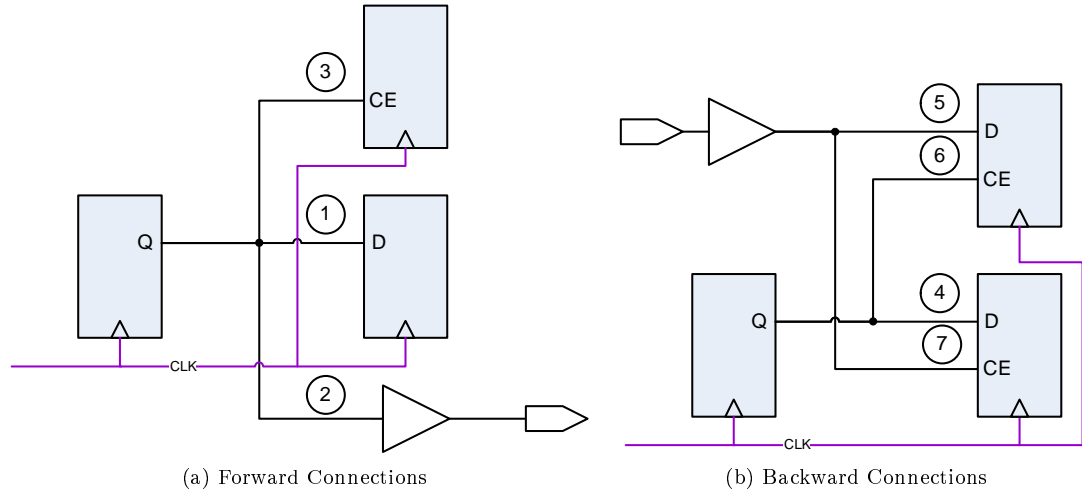 3
CE
1
Q
D
CLK
2
(a) Forward Connections
5
D
6
CE
4
Q
D
7
CE
CLK
(b) Backward Connections